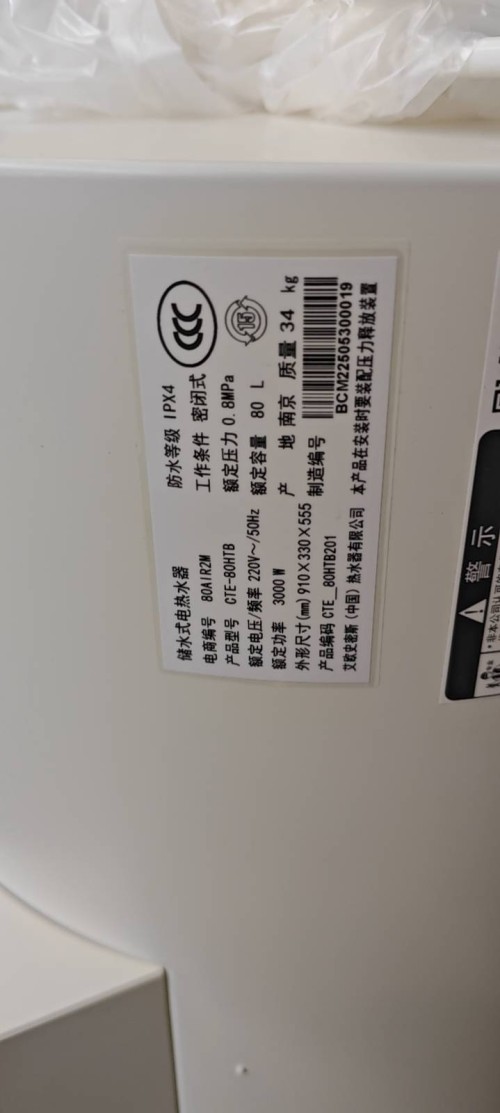 储水式电热水器
电商编号 80AIR2M
产品型号 CTE-80HTB
额定电压/频率 220V～/50Hz
额定功率 3000 W
外形尺寸(mm) 910X330X555
产品编码 CTE__80HTB201
艾欧史密斯（中国）热水器有限公司
防水等级 IPX4
工作条件 密闭式
额定压力 0.8MPa
额定容量 80 L
产 地 南京 质量 34 kg
制造编号
BCM22505300019
本产品在安装时要装配压力释放装置
CCC
15
警 示